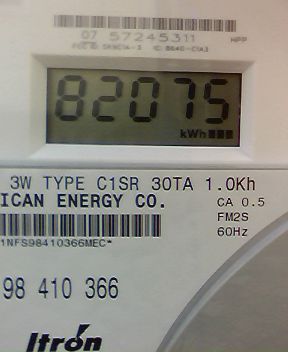 07 57245311
82075
kWh
3W TYPE C1SR 30TA 1.0Kh
ICAN ENERGY CO.
CA 0.5
FM2S
60Hz
1NFS98410366MEC*
98 410 366
Itron